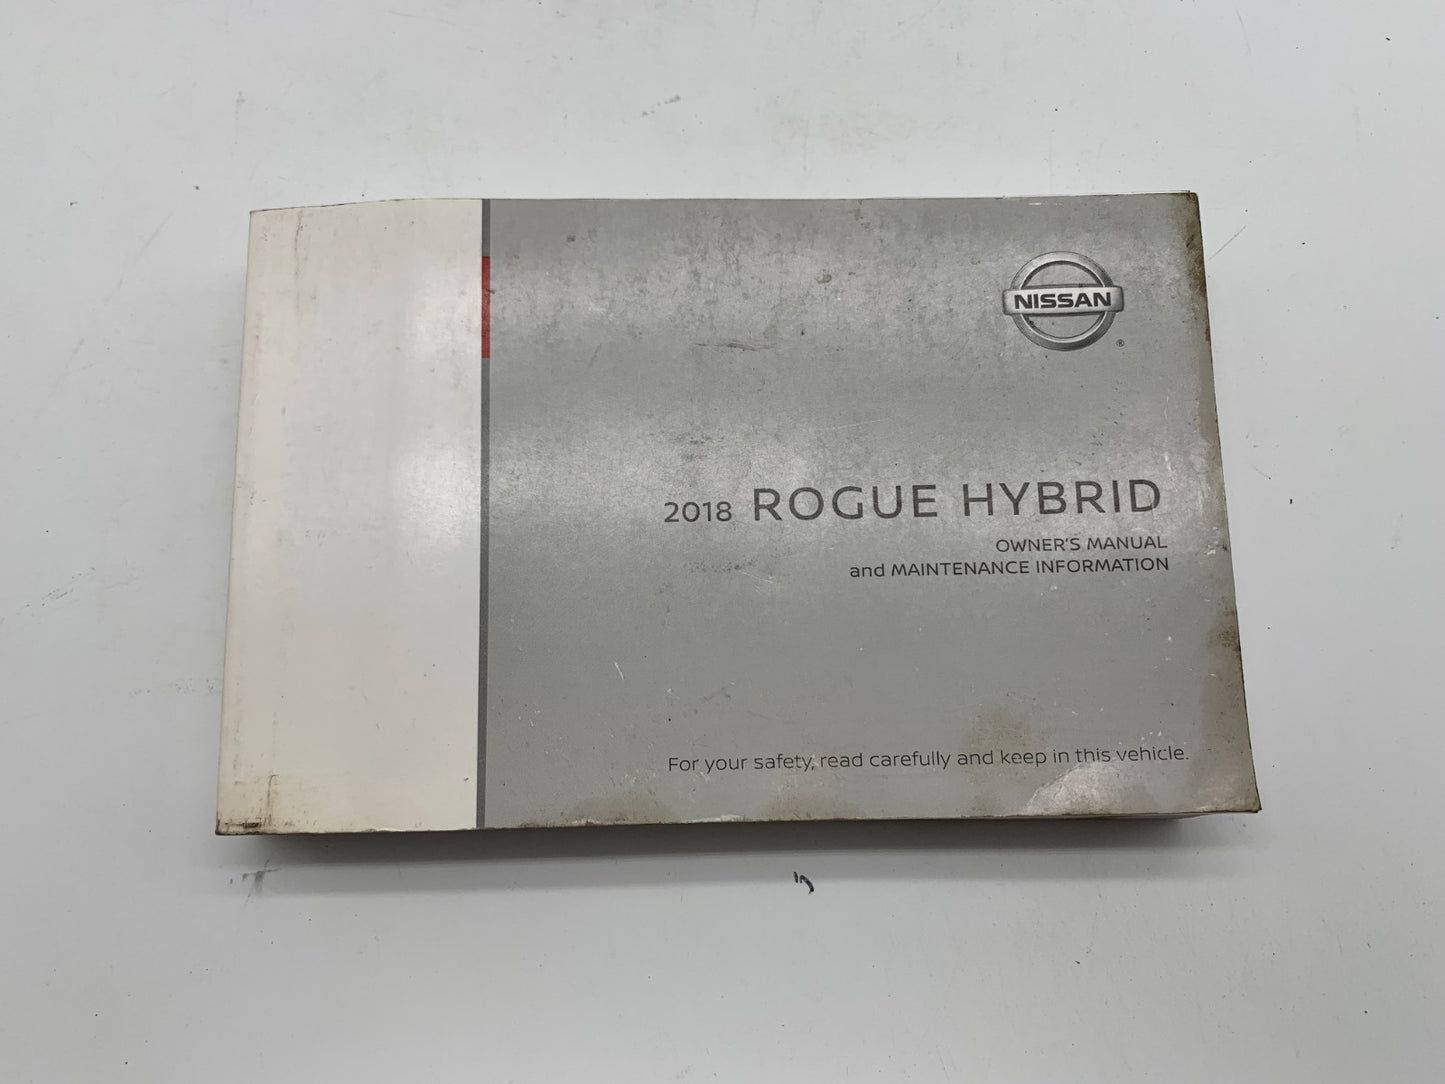 NISSAN
®
2018 ROGUE HYBRID
OWNER'S MANUAL
and MAINTENANCE INFORMATION
For your safety, read carefully and keep in this vehicle.